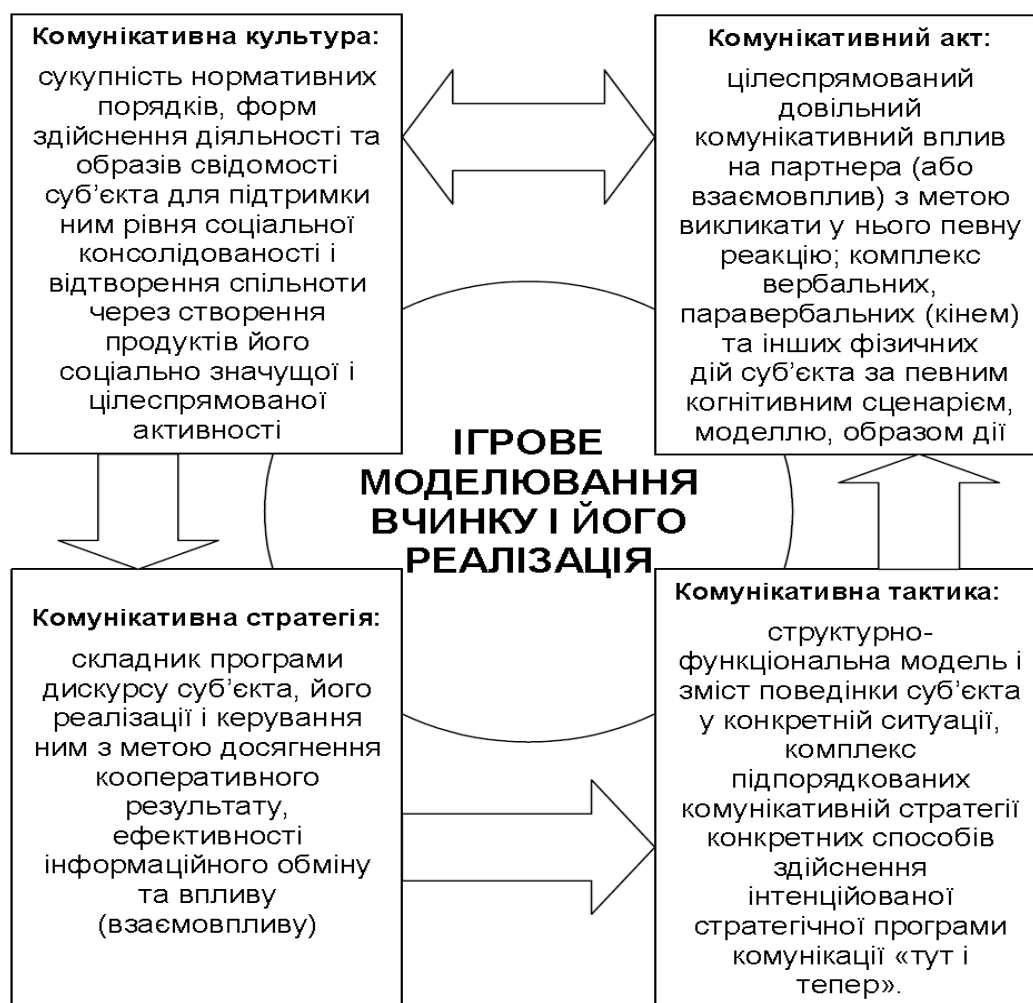 Комунікативна культура:
сукупність нормативних
порядків, форм
здійснення діяльності та
образів свідомості
суб’єкта для підтримки
ним рівня соціальної
консолідованості і
відтворення спільноти
через створення
продуктів його
соціально значущої і
цілеспрямованої
активності
Комунікативний акт:
цілеспрямований
довільний
комунікативний вплив
на партнера (або
взаємовплив) з метою
викликати у нього певну
реакцію; комплекс
вербальних,
паравербальних (кінем)
та інших фізичних
дій суб’єкта за певним
когнітивним сценарієм,
моделлю, образом дії
ІГРОВЕ
МОДЕЛЮВАННЯ
ВЧИНКУ І ЙОГО
РЕАЛІЗАЦІЯ
Комунікативна стратегія:
складник програми
дискурсу суб’єкта, його
реалізації і керування
ним з метою досягнення
кооперативного
результату,
ефективності
інформаційного обміну
та впливу
(взаємовпливу)
Комунікативна тактика:
структурно-
функціональна модель і
зміст поведінки суб’єкта
у конкретній ситуації,
комплекс
підпорядкованих
комунікативній стратегії
конкретних способів
здійснення
інтенційованої
стратегічної програми
комунікації «тут і
тепер».